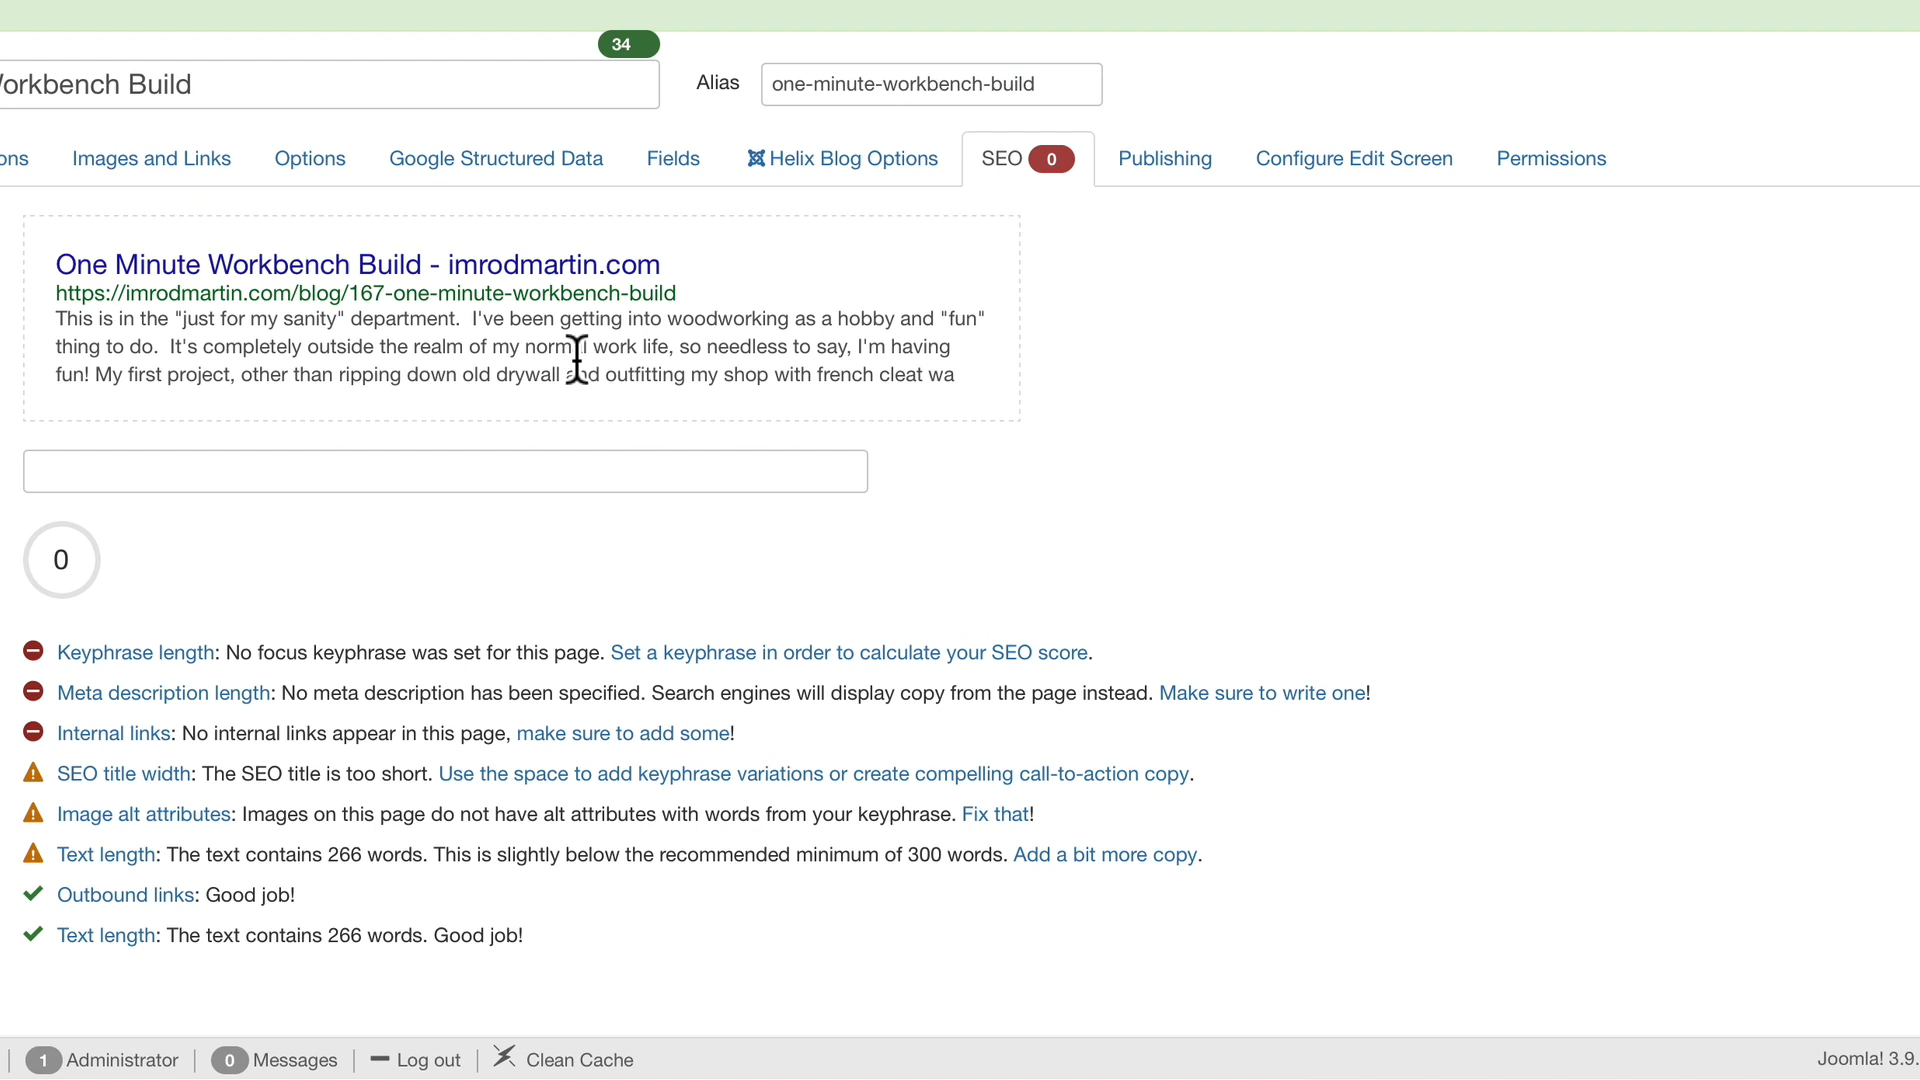 34
orkbench Build
Alias
one-minute-workbench-build
ons
Images and Links
Options
Google Structured Data
Fields
Helix Blog Options
SEO 0
Publishing
Configure Edit Screen
Permissions
One Minute Workbench Build - imrodmartin.com
https://imrodmartin.com/blog/167-one-minute-workbench-build
This is in the "just for my sanity" department. I've been getting into woodworking as a hobby and "fun"
thing to do. It's completely outside the realm of my normal work life, so needless to say, I'm having
fun! My first project, other than ripping down old drywall and outfitting my shop with french cleat wa
0
Keyphrase length: No focus keyphrase was set for this page. Set a keyphrase in order to calculate your SEO score.
Meta description length: No meta description has been specified. Search engines will display copy from the page instead. Make sure to write one!
Internal links: No internal links appear in this page, make sure to add some!
SEO title width: The SEO title is too short. Use the space to add keyphrase variations or create compelling call-to-action copy.
Image alt attributes: Images on this page do not have alt attributes with words from your keyphrase. Fix that!
Text length: The text contains 266 words. This is slightly below the recommended minimum of 300 words. Add a bit more copy.
Outbound links: Good job!
Text length: The text contains 266 words. Good job!
1 Administrator
0 Messages
Log out
Clean Cache
Joomla! 3.9.